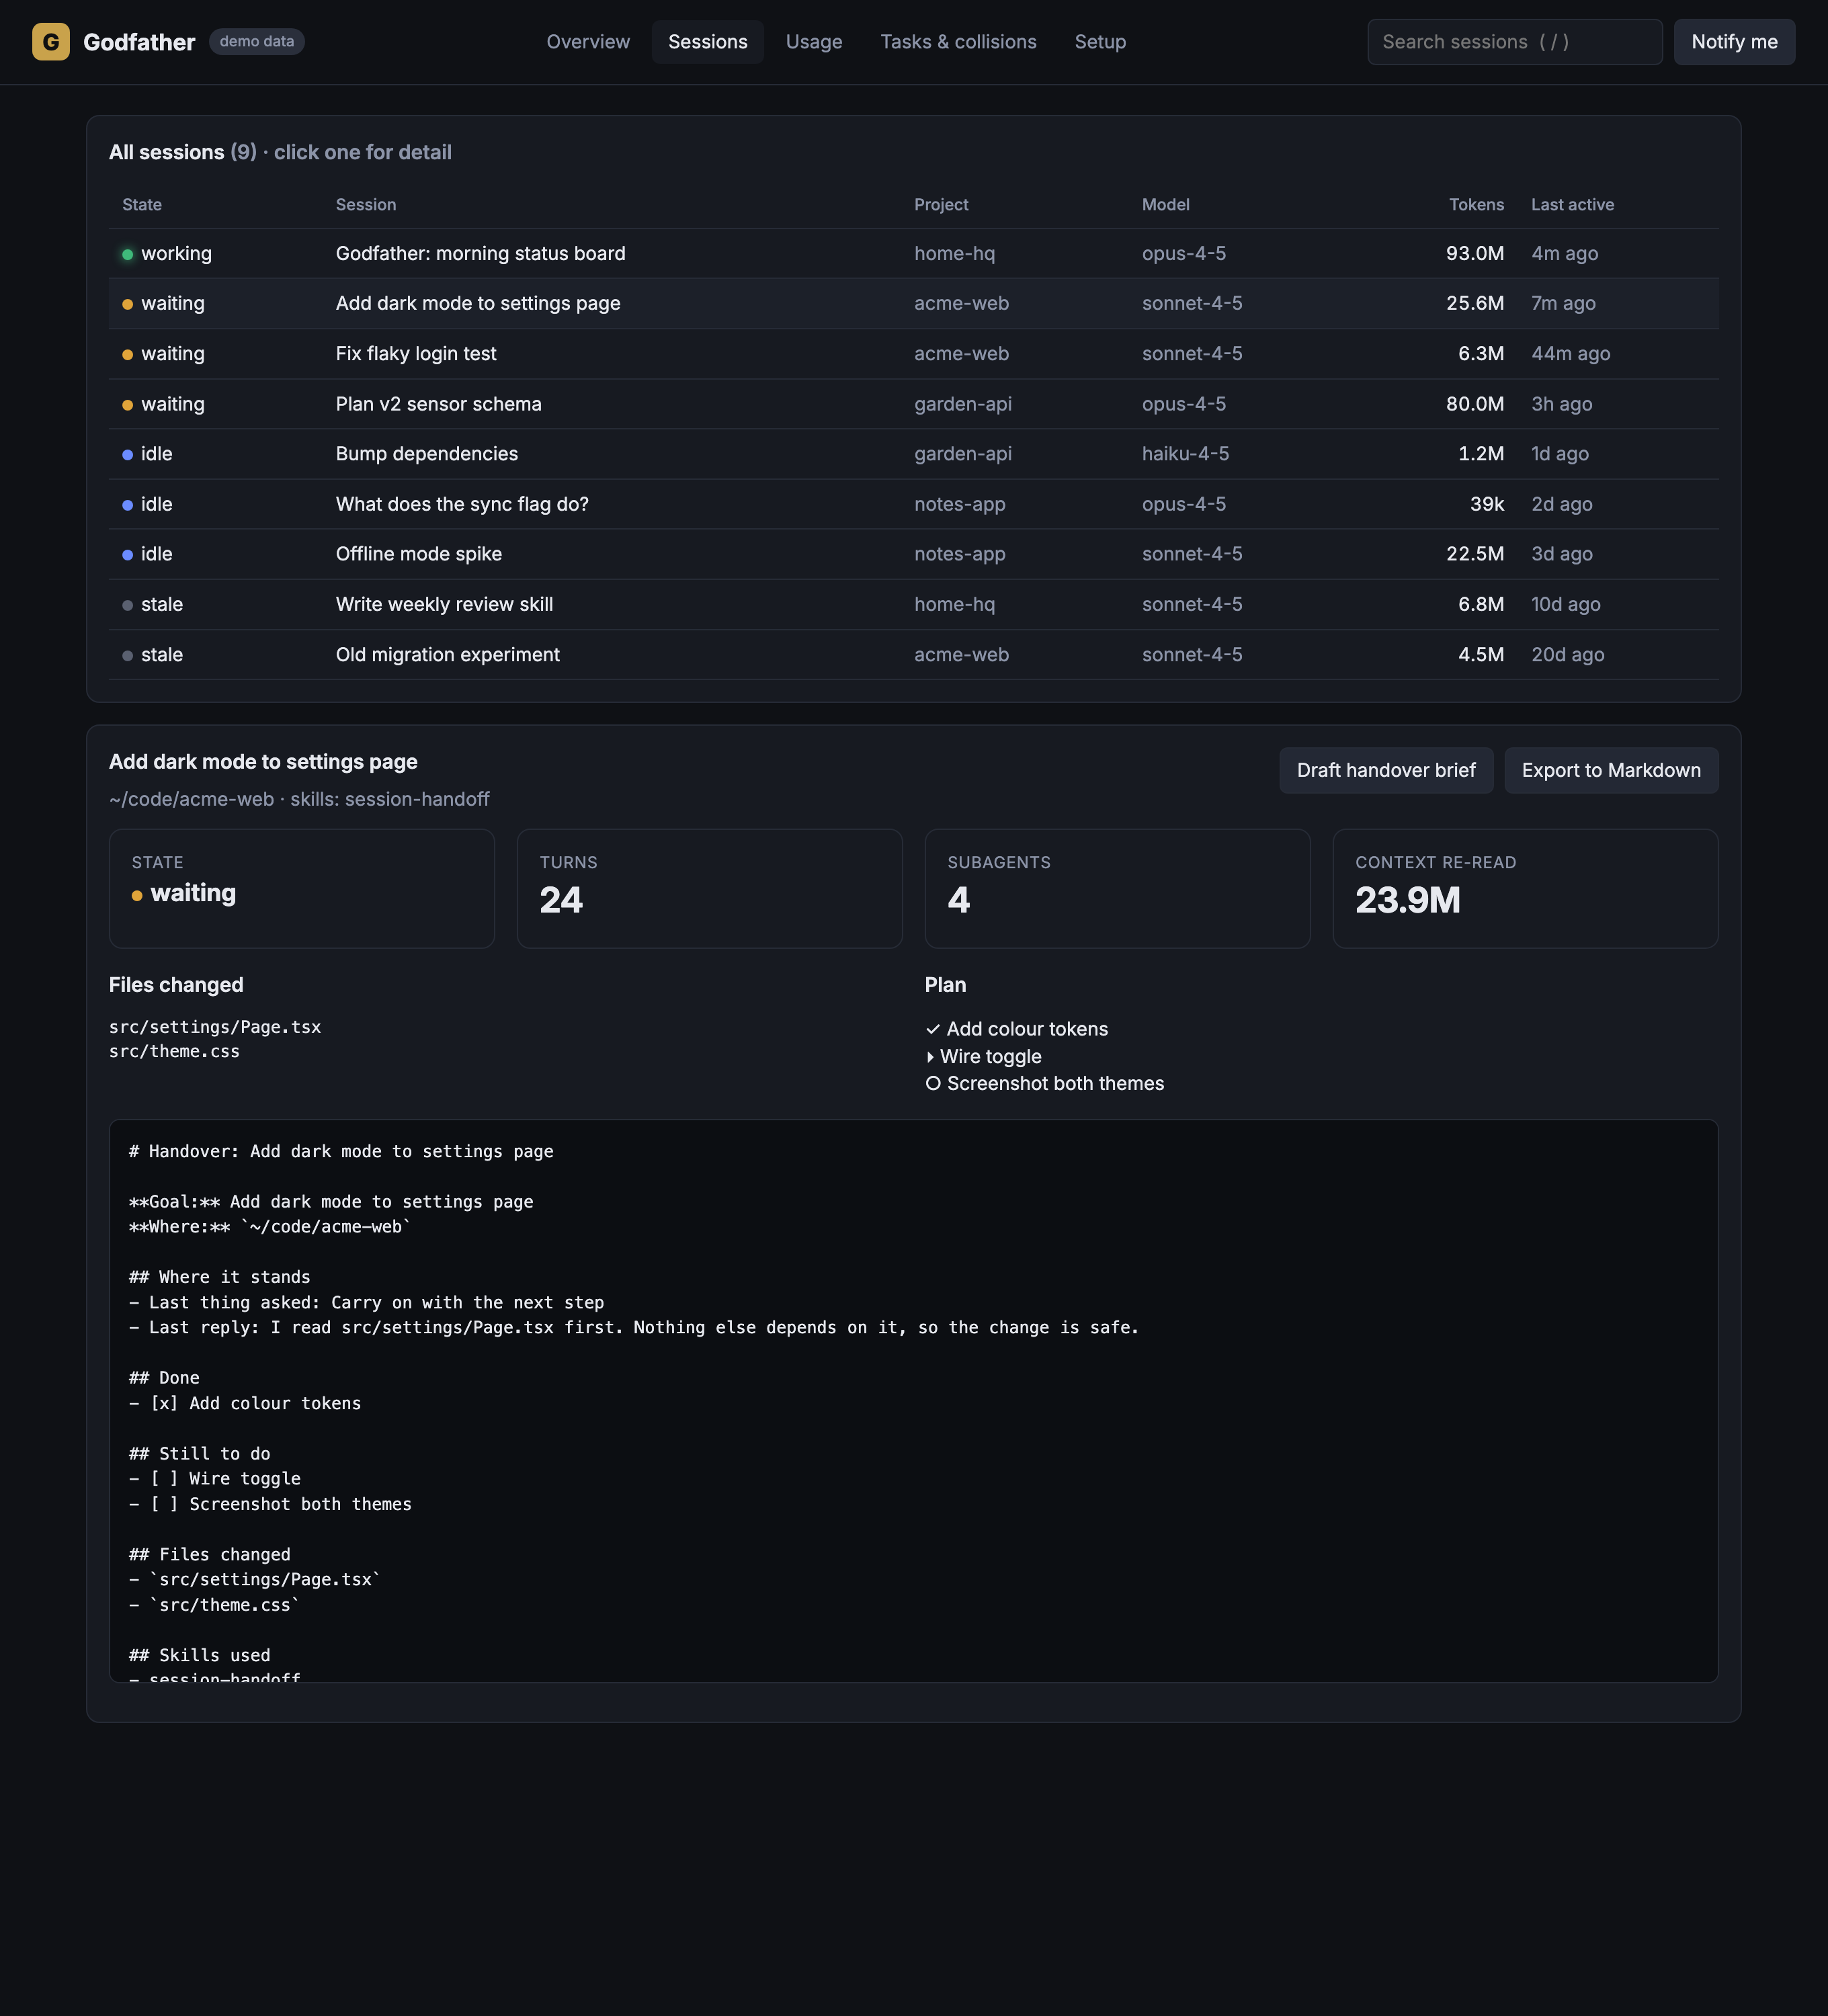 G Godfather demo data Overview Sessions Usage Tasks & collisions Setup Search sessions ( / ) Notify me
All sessions (9) · click one for detail
State Session Project Model Tokens Last active
working Godfather: morning status board home-hq opus-4-5 93.0M 4m ago
waiting Add dark mode to settings page acme-web sonnet-4-5 25.6M 7m ago
waiting Fix flaky login test acme-web sonnet-4-5 6.3M 44m ago
waiting Plan v2 sensor schema garden-api opus-4-5 80.0M 3h ago
idle Bump dependencies garden-api haiku-4-5 1.2M 1d ago
idle What does the sync flag do? notes-app opus-4-5 39k 2d ago
idle Offline mode spike notes-app sonnet-4-5 22.5M 3d ago
stale Write weekly review skill home-hq sonnet-4-5 6.8M 10d ago
stale Old migration experiment acme-web sonnet-4-5 4.5M 20d ago
Add dark mode to settings page Draft handover brief Export to Markdown
~/code/acme-web · skills: session-handoff
STATE TURNS SUBAGENTS CONTEXT RE-READ
waiting 24 4 23.9M
Files changed
src/settings/Page.tsx
src/theme.css
Plan
✓ Add colour tokens
▸ Wire toggle
○ Screenshot both themes
# Handover: Add dark mode to settings page
**Goal:** Add dark mode to settings page
**Where:** `~/code/acme-web`
## Where it stands
- Last thing asked: Carry on with the next step
- Last reply: I read src/settings/Page.tsx first. Nothing else depends on it, so the change is safe.
## Done
- [x] Add colour tokens
## Still to do
- [ ] Wire toggle
- [ ] Screenshot both themes
## Files changed
- `src/settings/Page.tsx`
- `src/theme.css`
## Skills used
- session-handoff